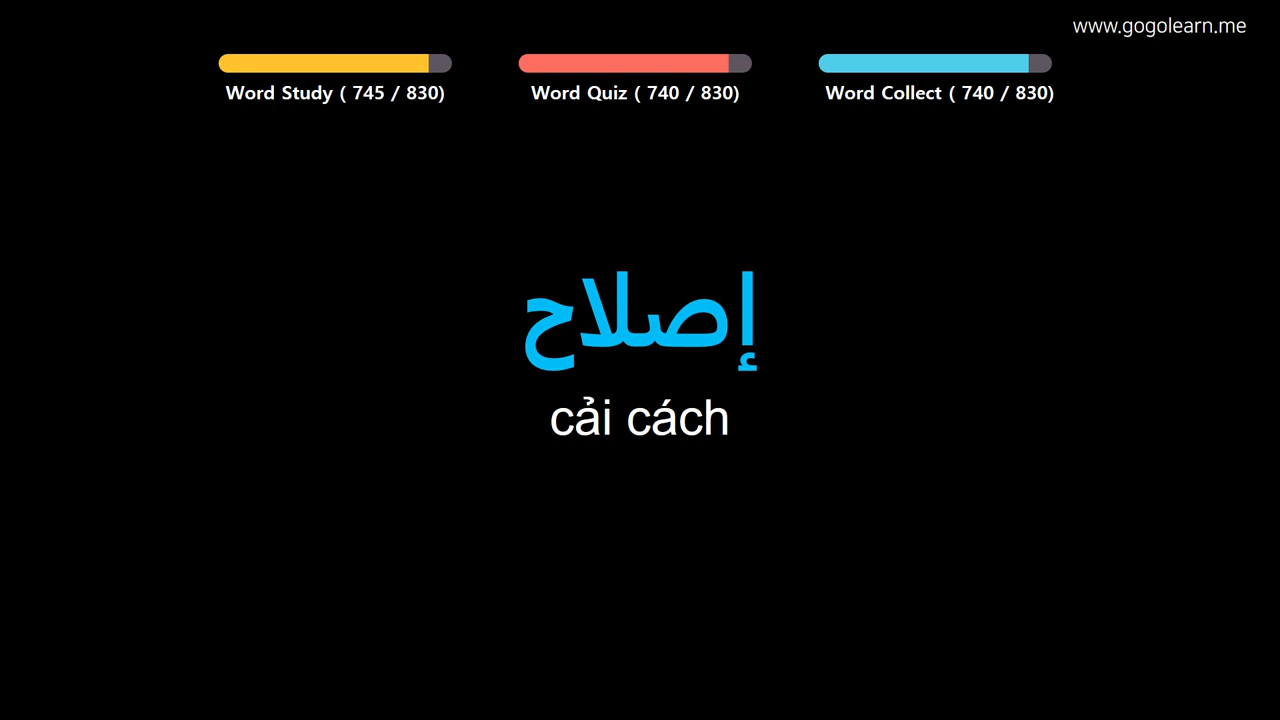 www.gogolearn.me
Word Study ( 745 / 830)
Word Quiz ( 740 / 830)
Word Collect ( 740 / 830)
إصلاح
cải cách